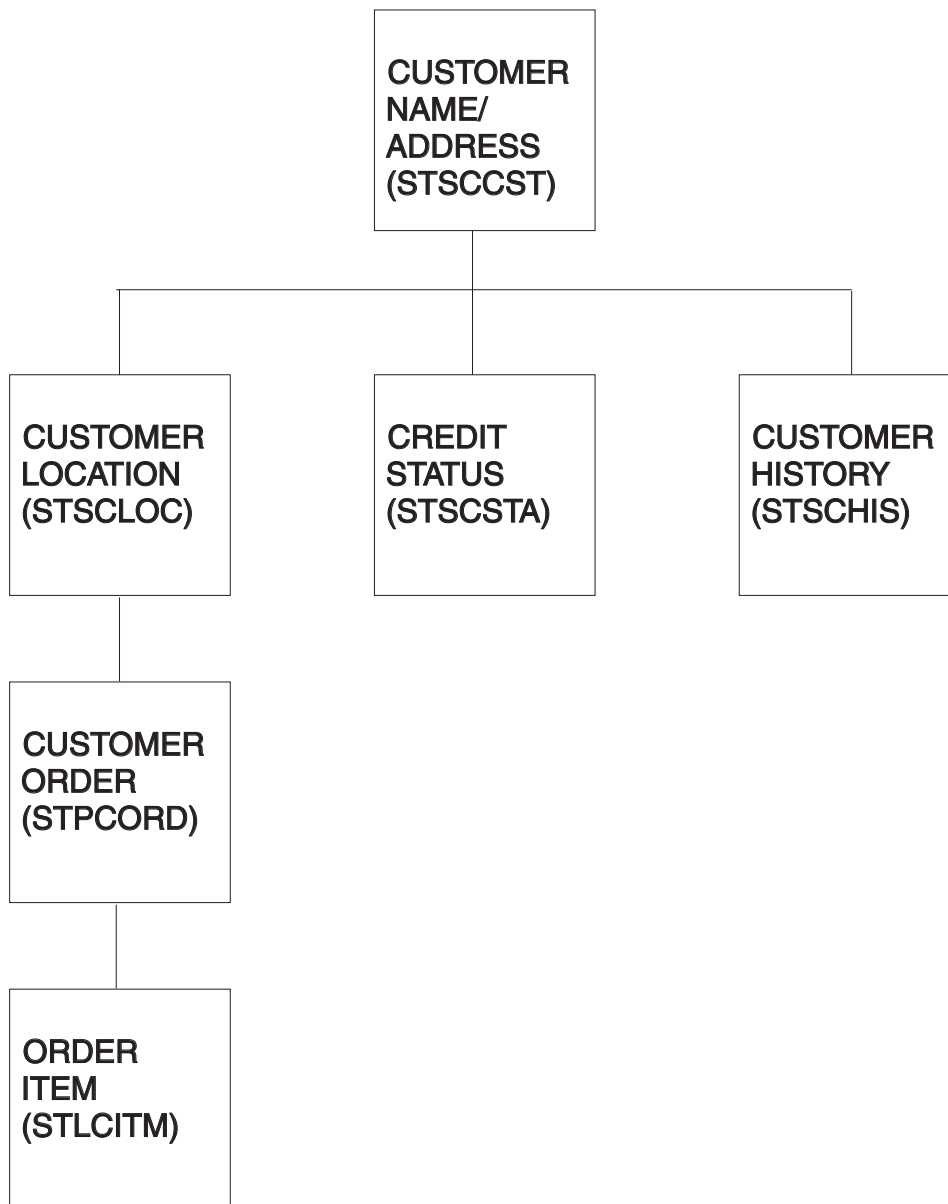 CUSTOMER
NAME/
ADDRESS
(STSCCST)
CUSTOMER
LOCATION
(STSCLOC)
CREDIT
STATUS
(STSCSTA)
CUSTOMER
HISTORY
(STSCHIS)
CUSTOMER
ORDER
(STPCORD)
ORDER
ITEM
(STLCITM)